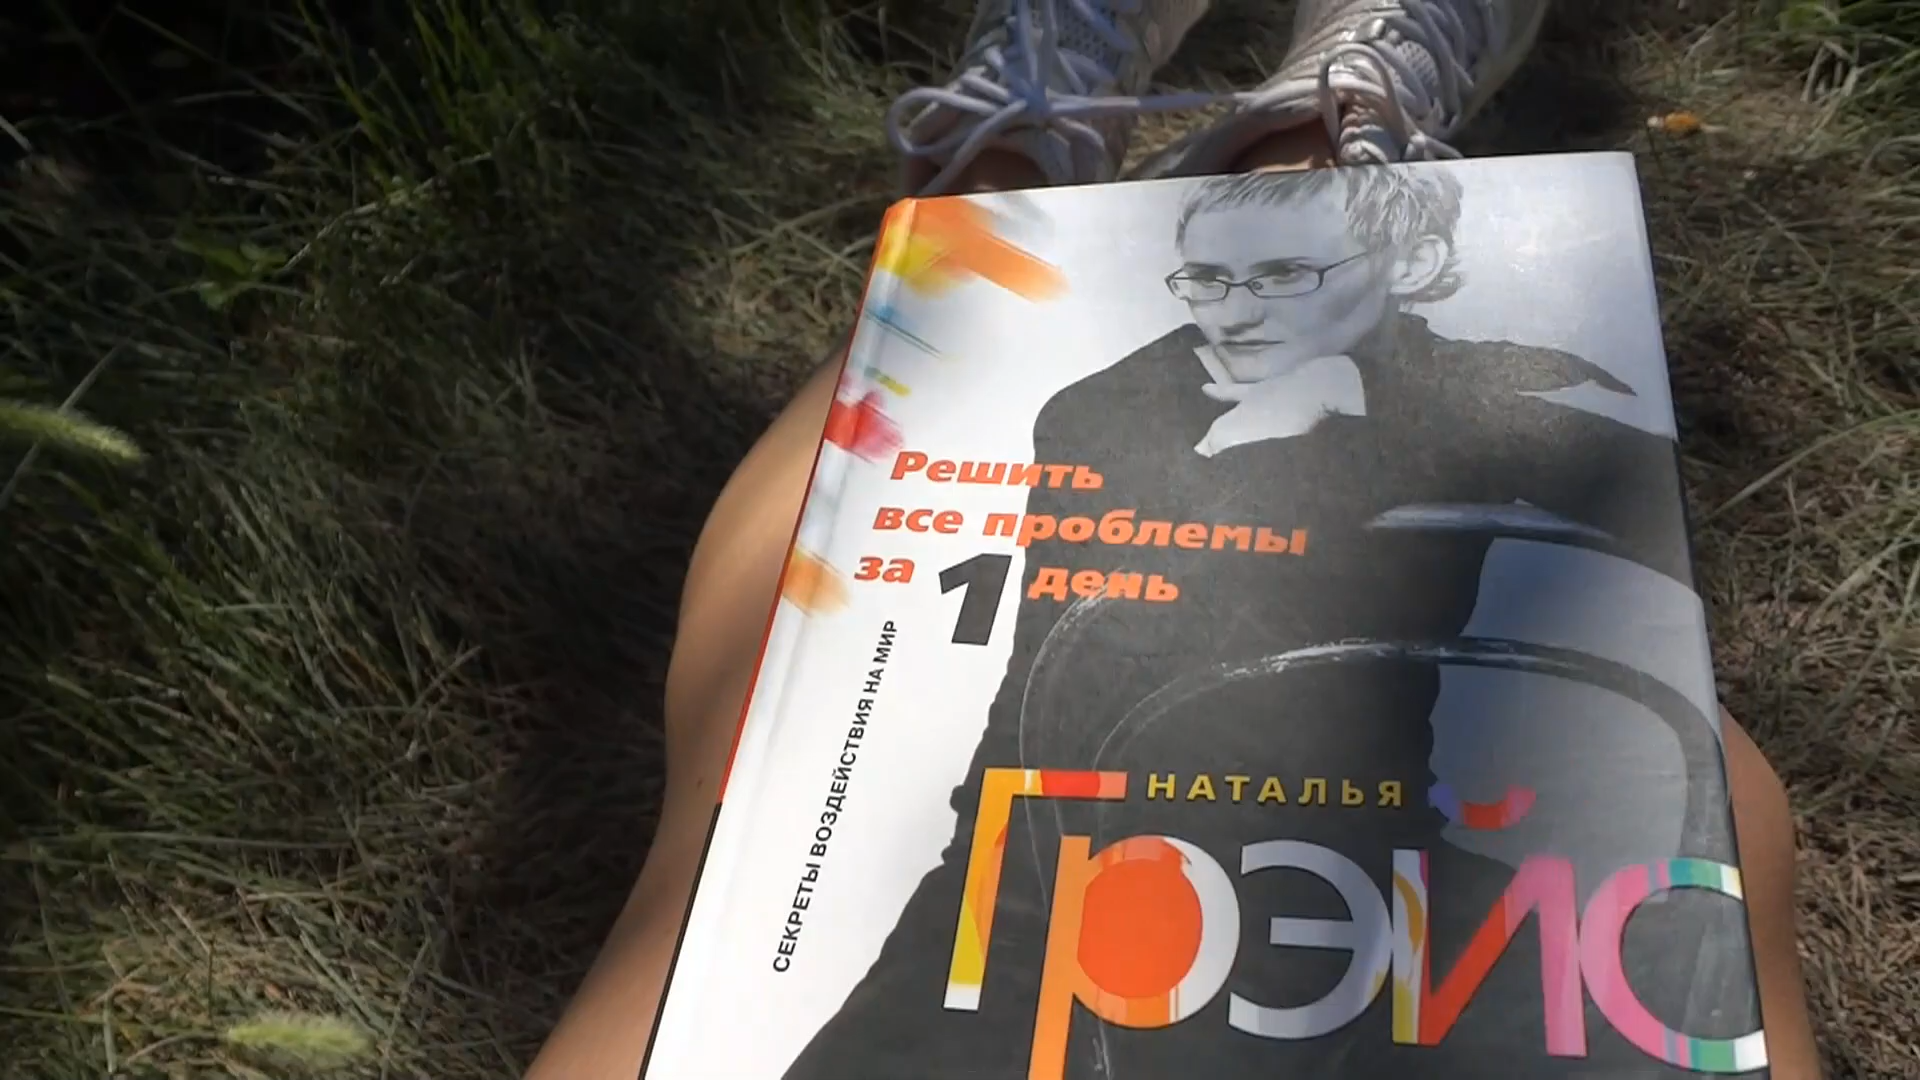 Решить
все проблемы
за 1 день
СЕКРЕТЫ ВОЗДЕЙСТВИЯ НА МИР
НАТАЛЬЯ
Грэйс